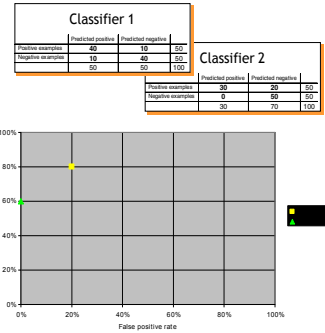 Classifier 1
Predicted positive Predicted negative
Positive examples 40 10 50
Negative examples 10 40 50
50 50 100
Classifier 2
Predicted positive Predicted negative
Positive examples 30 20 50
Negative examples 0 50 50
30 70 100
100%
80%
60%
40%
20%
0%
0% 20% 40% 60% 80% 100%
False positive rate